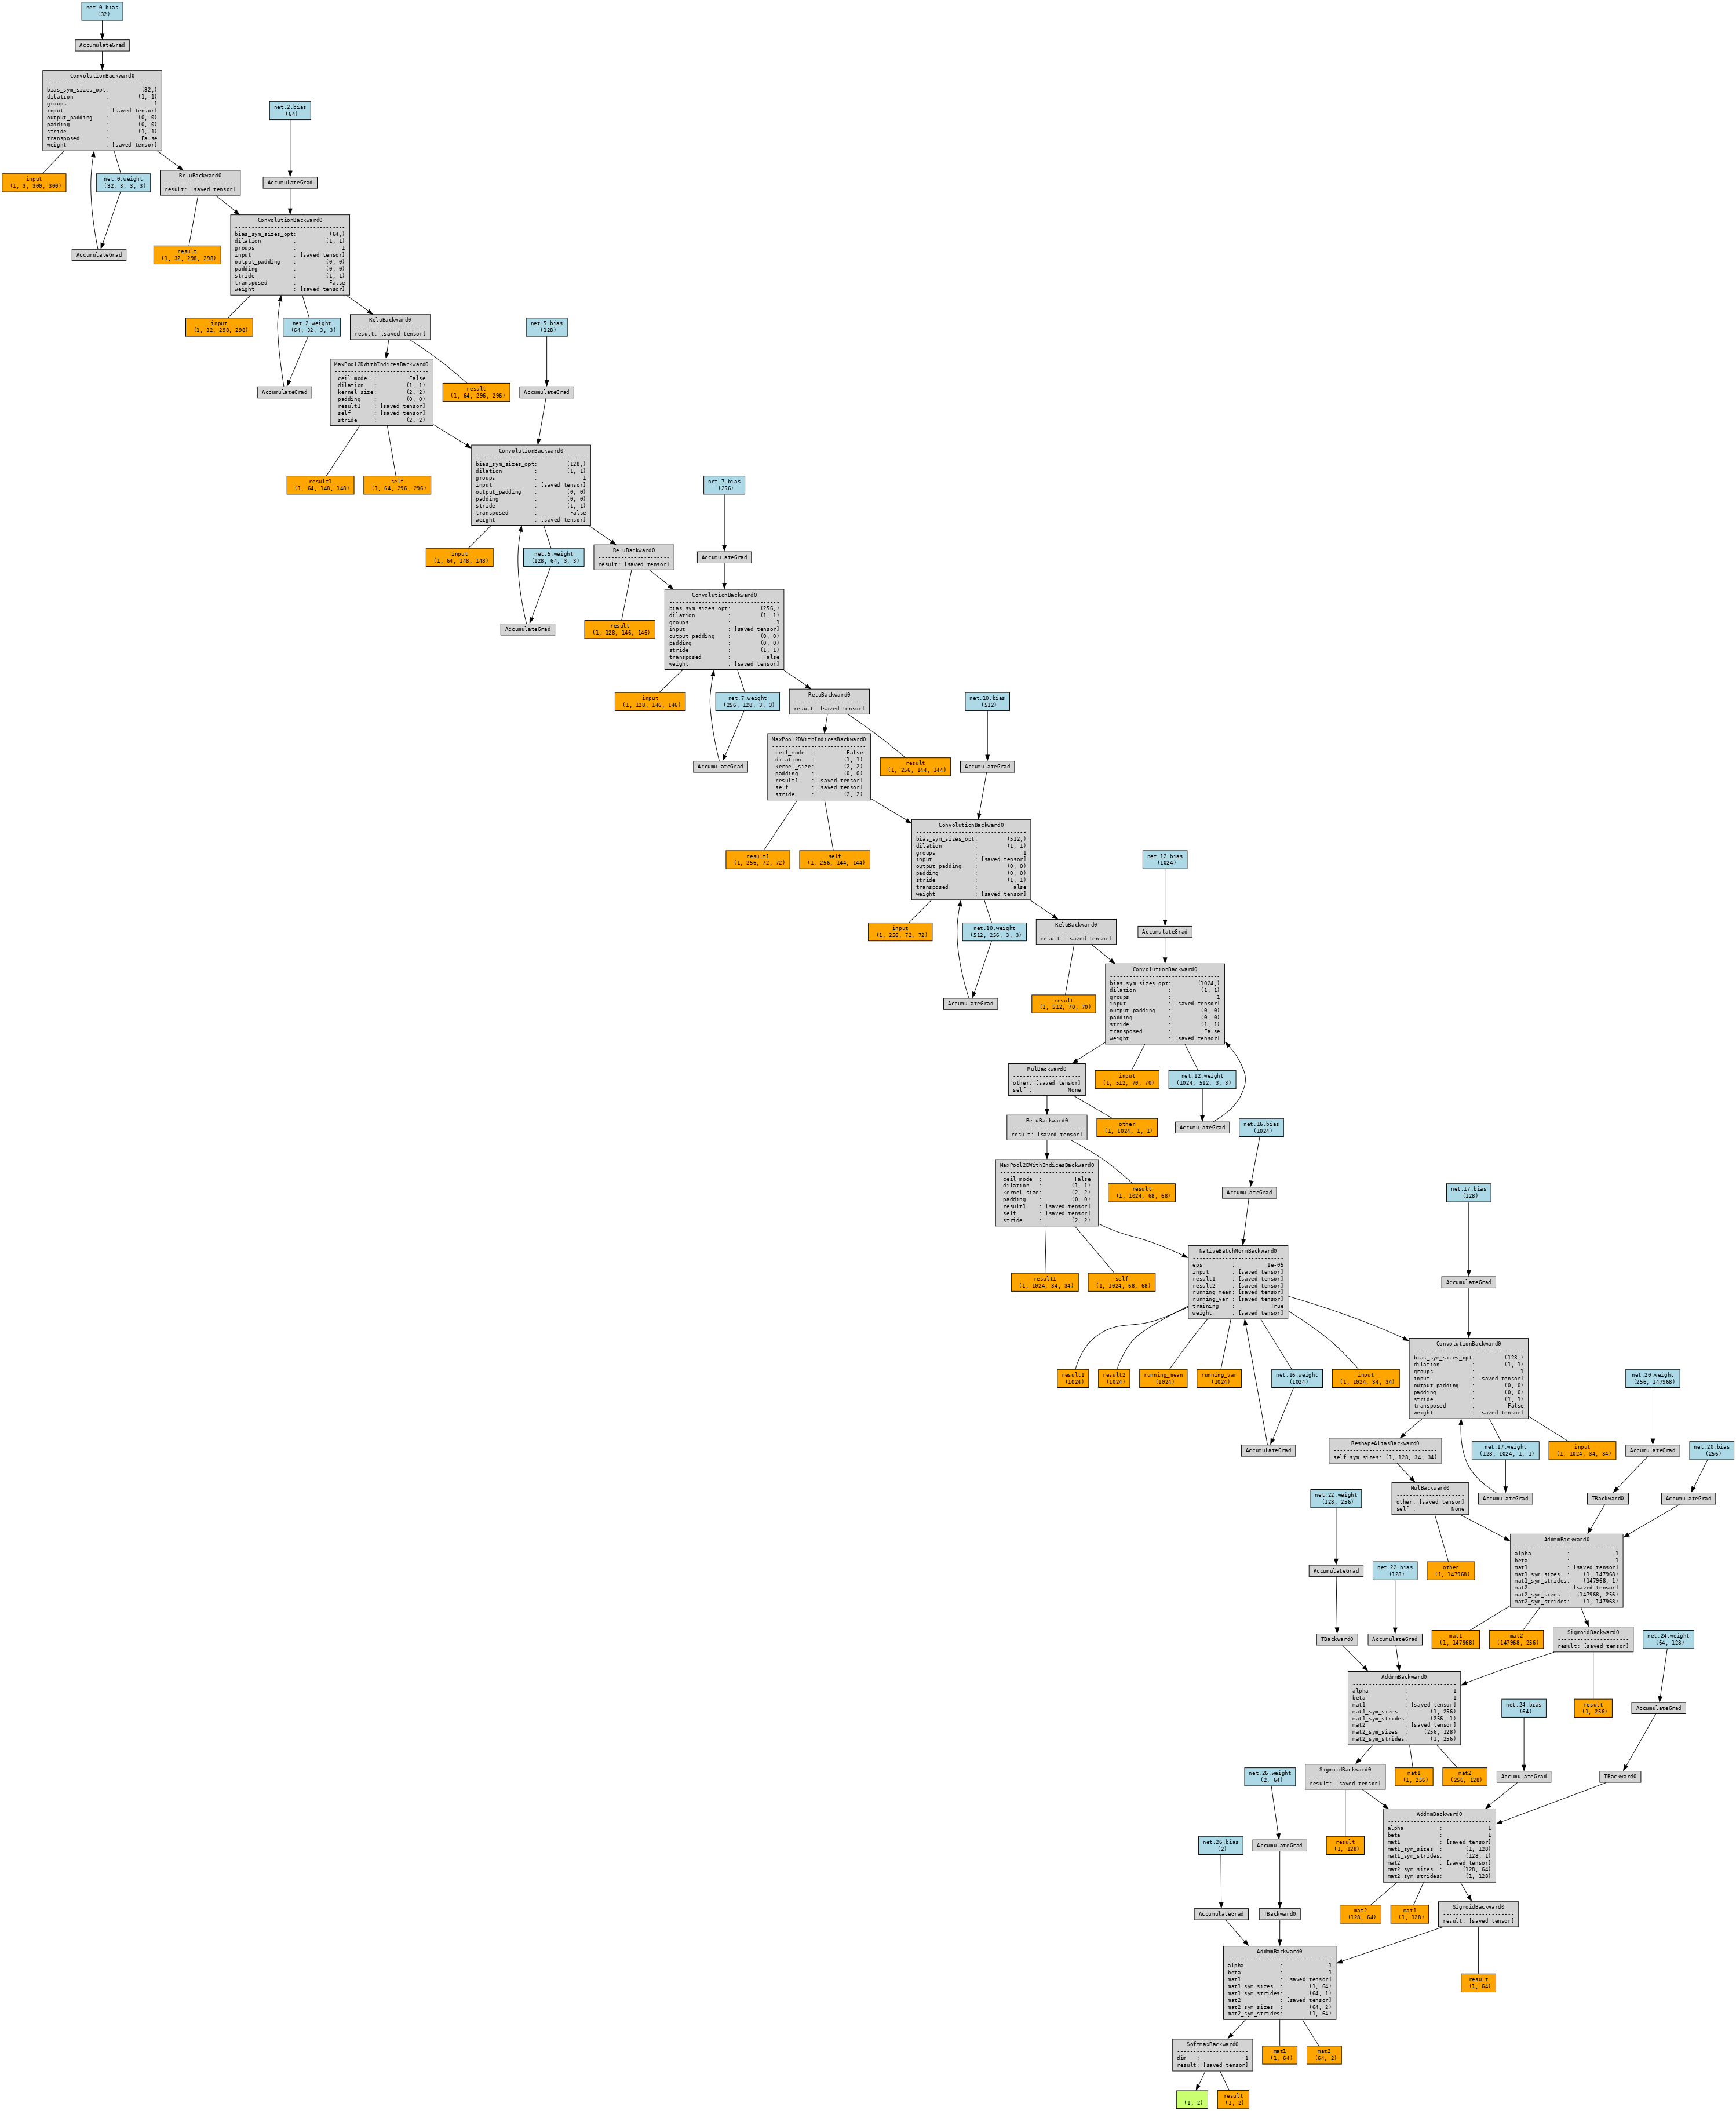 net.0.bias
(32)
AccumulateGrad
ConvolutionBackward0
---------------------------------
bias_sym_sizes_opt: (32,)
dilation : (1, 1)
groups : 1
input : [saved tensor]
output_padding : (0, 0)
padding : (0, 0)
stride : (1, 1)
transposed : False
weight : [saved tensor]
input
(1, 3, 300, 300)
net.0.weight
(32, 3, 3, 3)
AccumulateGrad
ReluBackward0
----------------------
result: [saved tensor]
result
(1, 32, 298, 298)
net.2.bias
(64)
AccumulateGrad
ConvolutionBackward0
---------------------------------
bias_sym_sizes_opt: (64,)
dilation : (1, 1)
groups : 1
input : [saved tensor]
output_padding : (0, 0)
padding : (0, 0)
stride : (1, 1)
transposed : False
weight : [saved tensor]
input
(1, 32, 298, 298)
net.2.weight
(64, 32, 3, 3)
AccumulateGrad
ReluBackward0
----------------------
result: [saved tensor]
result
(1, 64, 296, 296)
MaxPool2DWithIndicesBackward0
-----------------------------
ceil_mode : False
dilation : (1, 1)
kernel_size: (2, 2)
padding : (0, 0)
result1 : [saved tensor]
self : [saved tensor]
stride : (2, 2)
result1
(1, 64, 148, 148)
self
(1, 64, 296, 296)
net.5.bias
(128)
AccumulateGrad
ConvolutionBackward0
---------------------------------
bias_sym_sizes_opt: (128,)
dilation : (1, 1)
groups : 1
input : [saved tensor]
output_padding : (0, 0)
padding : (0, 0)
stride : (1, 1)
transposed : False
weight : [saved tensor]
input
(1, 64, 148, 148)
net.5.weight
(128, 64, 3, 3)
AccumulateGrad
ReluBackward0
----------------------
result: [saved tensor]
result
(1, 128, 146, 146)
net.7.bias
(256)
AccumulateGrad
ConvolutionBackward0
---------------------------------
bias_sym_sizes_opt: (256,)
dilation : (1, 1)
groups : 1
input : [saved tensor]
output_padding : (0, 0)
padding : (0, 0)
stride : (1, 1)
transposed : False
weight : [saved tensor]
input
(1, 128, 146, 146)
net.7.weight
(256, 128, 3, 3)
AccumulateGrad
ReluBackward0
----------------------
result: [saved tensor]
result
(1, 256, 144, 144)
MaxPool2DWithIndicesBackward0
-----------------------------
ceil_mode : False
dilation : (1, 1)
kernel_size: (2, 2)
padding : (0, 0)
result1 : [saved tensor]
self : [saved tensor]
stride : (2, 2)
result1
(1, 256, 72, 72)
self
(1, 256, 144, 144)
net.10.bias
(512)
AccumulateGrad
ConvolutionBackward0
---------------------------------
bias_sym_sizes_opt: (512,)
dilation : (1, 1)
groups : 1
input : [saved tensor]
output_padding : (0, 0)
padding : (0, 0)
stride : (1, 1)
transposed : False
weight : [saved tensor]
input
(1, 256, 72, 72)
net.10.weight
(512, 256, 3, 3)
AccumulateGrad
ReluBackward0
----------------------
result: [saved tensor]
result
(1, 512, 70, 70)
net.12.bias
(1024)
AccumulateGrad
ConvolutionBackward0
---------------------------------
bias_sym_sizes_opt: (1024,)
dilation : (1, 1)
groups : 1
input : [saved tensor]
output_padding : (0, 0)
padding : (0, 0)
stride : (1, 1)
transposed : False
weight : [saved tensor]
MulBackward0
---------------------
other: [saved tensor]
self : None
input
(1, 512, 70, 70)
net.12.weight
(1024, 512, 3, 3)
AccumulateGrad
other
(1, 1024, 1, 1)
ReluBackward0
----------------------
result: [saved tensor]
result
(1, 1024, 68, 68)
MaxPool2DWithIndicesBackward0
-----------------------------
ceil_mode : False
dilation : (1, 1)
kernel_size: (2, 2)
padding : (0, 0)
result1 : [saved tensor]
self : [saved tensor]
stride : (2, 2)
result1
(1, 1024, 34, 34)
self
(1, 1024, 68, 68)
net.16.bias
(1024)
AccumulateGrad
NativeBatchNormBackward0
----------------------------
eps : 1e-05
input : [saved tensor]
result1 : [saved tensor]
result2 : [saved tensor]
running_mean: [saved tensor]
running_var : [saved tensor]
training : True
weight : [saved tensor]
result1
(1024)
result2
(1024)
running_mean
(1024)
running_var
(1024)
net.16.weight
(1024)
input
(1, 1024, 34, 34)
AccumulateGrad
net.17.bias
(128)
AccumulateGrad
ConvolutionBackward0
---------------------------------
bias_sym_sizes_opt: (128,)
dilation : (1, 1)
groups : 1
input : [saved tensor]
output_padding : (0, 0)
padding : (0, 0)
stride : (1, 1)
transposed : False
weight : [saved tensor]
ReshapeAliasBackward0
--------------------------------
self_sym_sizes: (1, 128, 34, 34)
net.17.weight
(128, 1024, 1, 1)
input
(1, 1024, 34, 34)
AccumulateGrad
MulBackward0
---------------------
other: [saved tensor]
self : None
other
(1, 147968)
net.20.weight
(256, 147968)
AccumulateGrad
TBackward0
net.20.bias
(256)
AccumulateGrad
AddmmBackward0
--------------------------------
alpha : 1
beta : 1
mat1 : [saved tensor]
mat1_sym_sizes : (1, 147968)
mat1_sym_strides: (147968, 1)
mat2 : [saved tensor]
mat2_sym_sizes : (147968, 256)
mat2_sym_strides: (1, 147968)
mat1
(1, 147968)
mat2
(147968, 256)
SigmoidBackward0
----------------------
result: [saved tensor]
result
(1, 256)
net.22.weight
(128, 256)
AccumulateGrad
TBackward0
net.22.bias
(128)
AccumulateGrad
AddmmBackward0
--------------------------------
alpha : 1
beta : 1
mat1 : [saved tensor]
mat1_sym_sizes : (1, 256)
mat1_sym_strides: (256, 1)
mat2 : [saved tensor]
mat2_sym_sizes : (256, 128)
mat2_sym_strides: (1, 256)
SigmoidBackward0
----------------------
result: [saved tensor]
mat1
(1, 256)
mat2
(256, 128)
result
(1, 128)
net.24.weight
(64, 128)
AccumulateGrad
TBackward0
net.24.bias
(64)
AccumulateGrad
AddmmBackward0
--------------------------------
alpha : 1
beta : 1
mat1 : [saved tensor]
mat1_sym_sizes : (1, 128)
mat1_sym_strides: (128, 1)
mat2 : [saved tensor]
mat2_sym_sizes : (128, 64)
mat2_sym_strides: (1, 128)
mat2
(128, 64)
mat1
(1, 128)
SigmoidBackward0
----------------------
result: [saved tensor]
result
(1, 64)
net.26.weight
(2, 64)
AccumulateGrad
TBackward0
net.26.bias
(2)
AccumulateGrad
AddmmBackward0
--------------------------------
alpha : 1
beta : 1
mat1 : [saved tensor]
mat1_sym_sizes : (1, 64)
mat1_sym_strides: (64, 1)
mat2 : [saved tensor]
mat2_sym_sizes : (64, 2)
mat2_sym_strides: (1, 64)
SoftmaxBackward0
----------------------
dim : 1
result: [saved tensor]
mat1
(1, 64)
mat2
(64, 2)
(1, 2)
result
(1, 2)